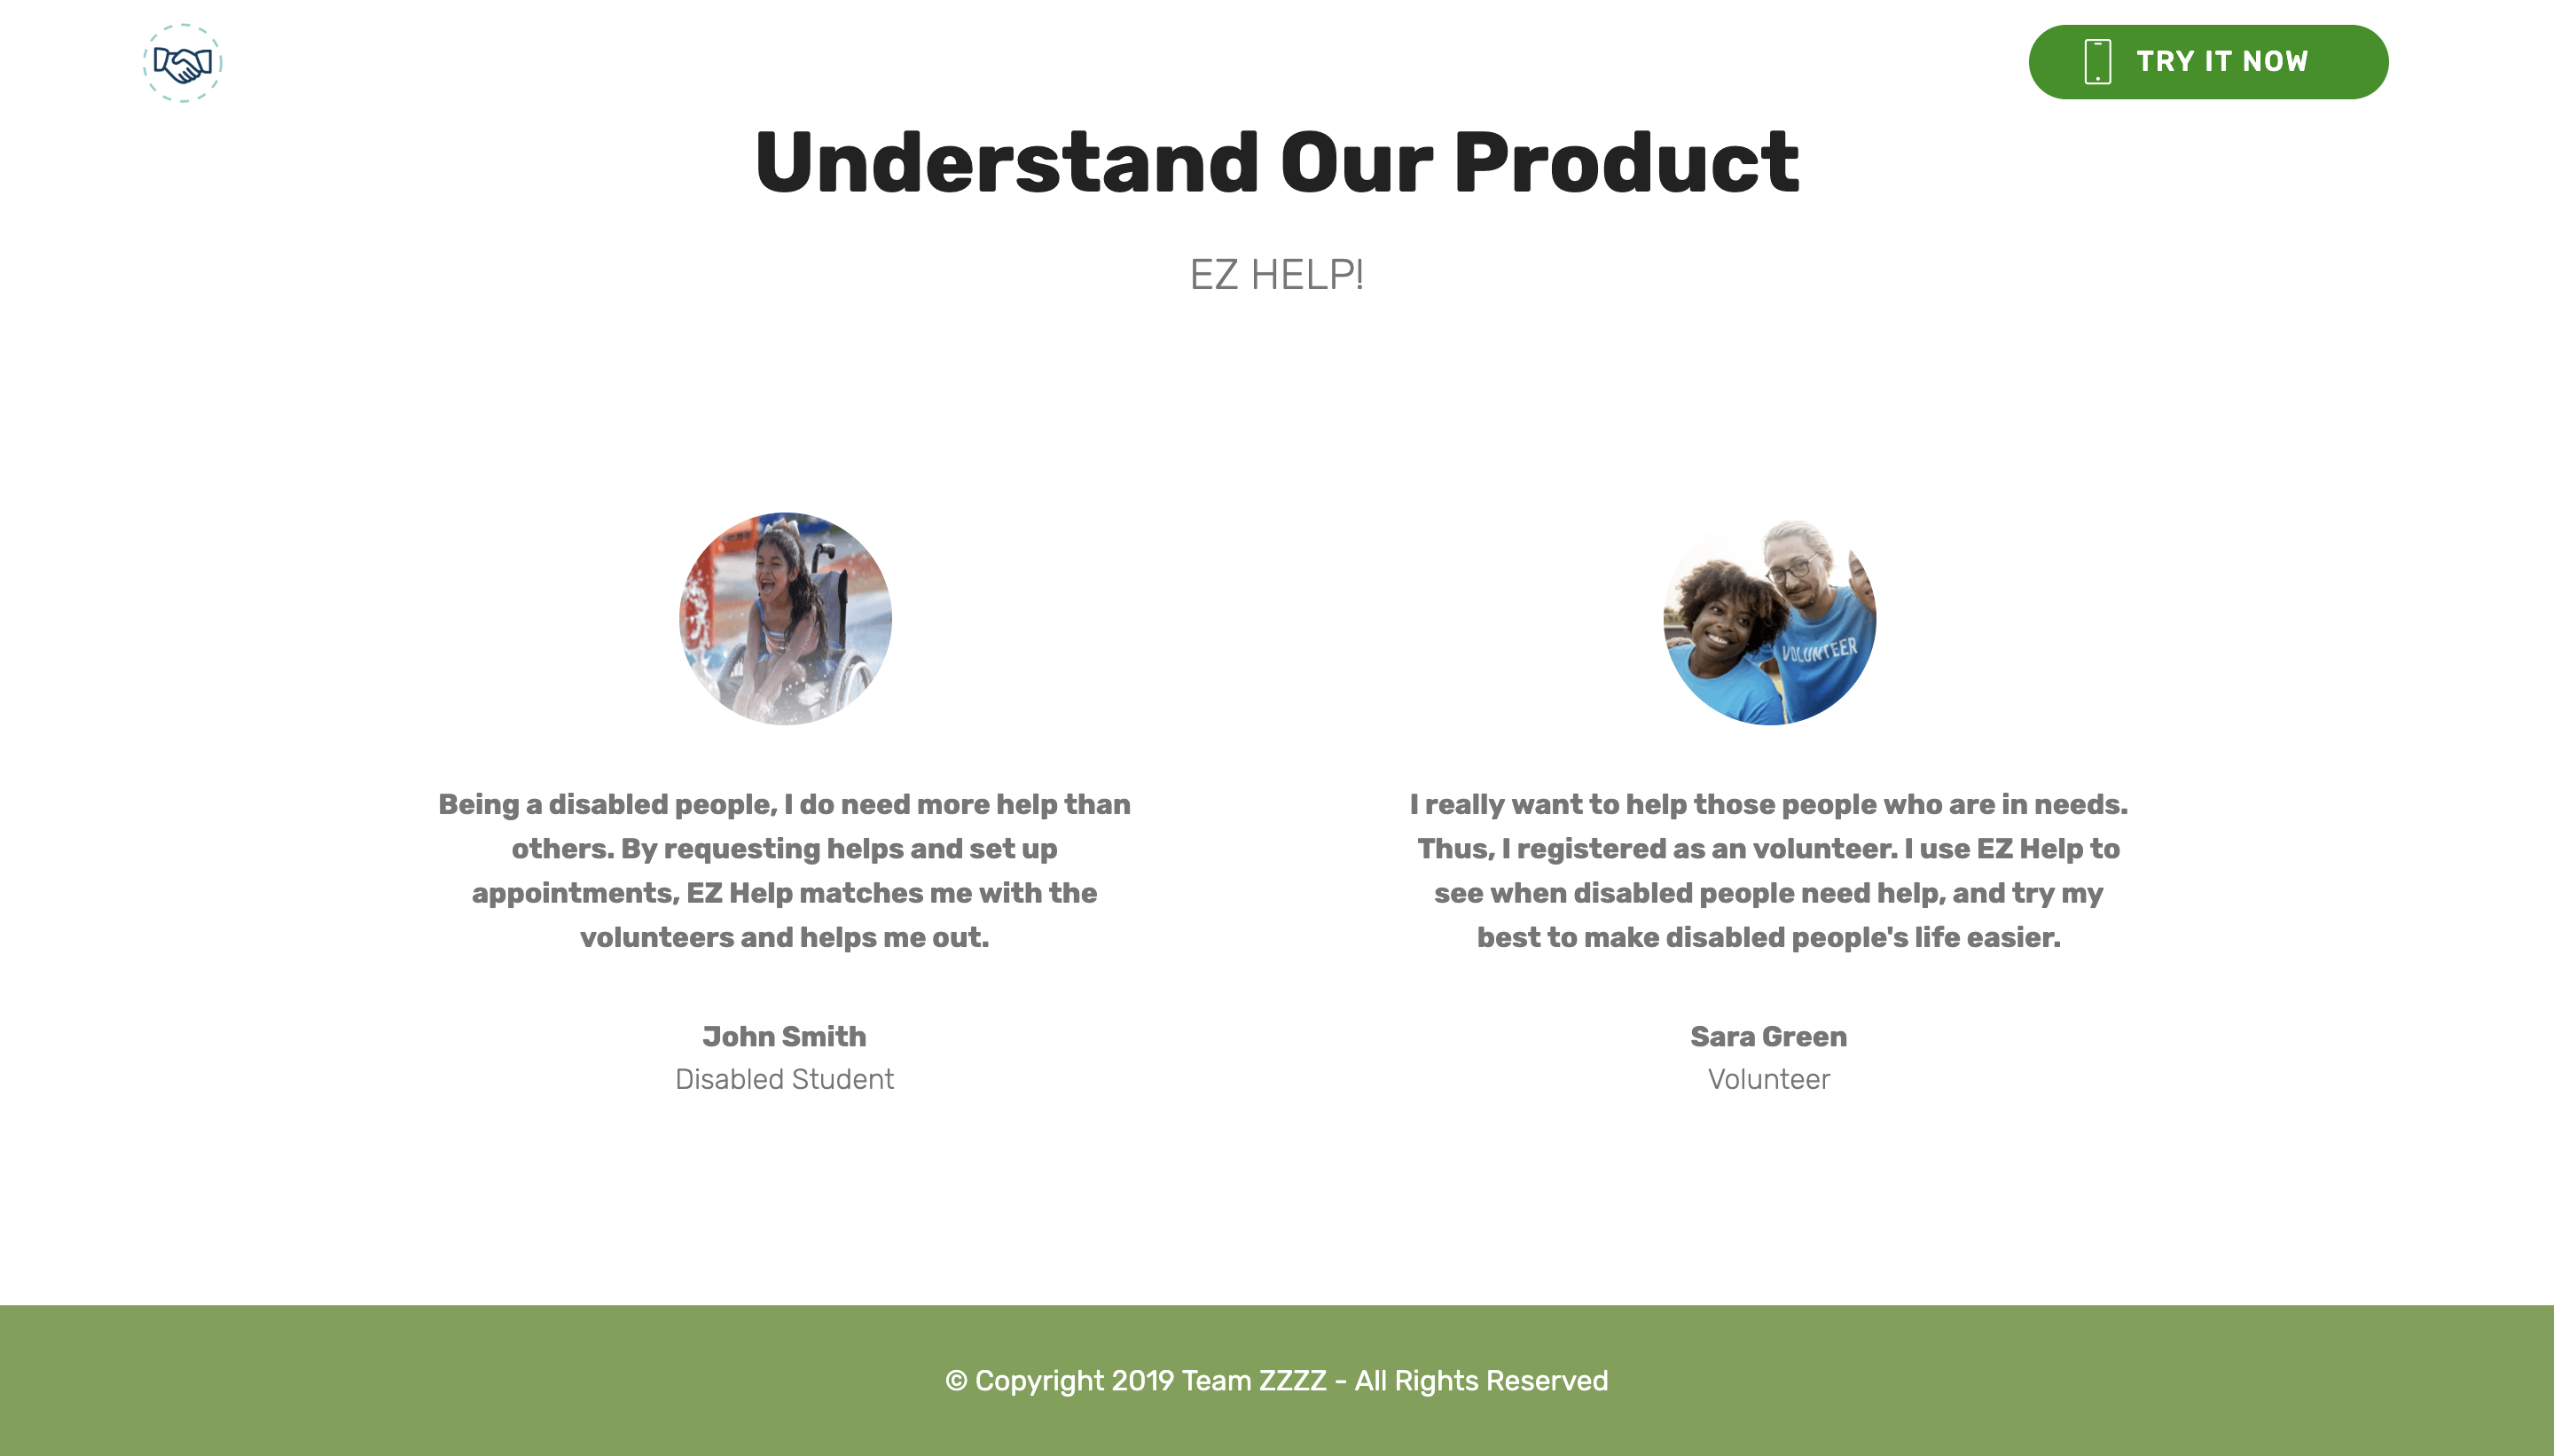 TRY IT NOW
Understand Our Product
EZ HELP!
VOLUNTEER
Being a disabled people, I do need more help than
others. By requesting helps and set up
appointments, EZ Help matches me with the
volunteers and helps me out.
John Smith
Disabled Student
I really want to help those people who are in needs.
Thus, I registered as an volunteer. I use EZ Help to
see when disabled people need help, and try my
best to make disabled people's life easier.
Sara Green
Volunteer
© Copyright 2019 Team ZZZZ - All Rights Reserved